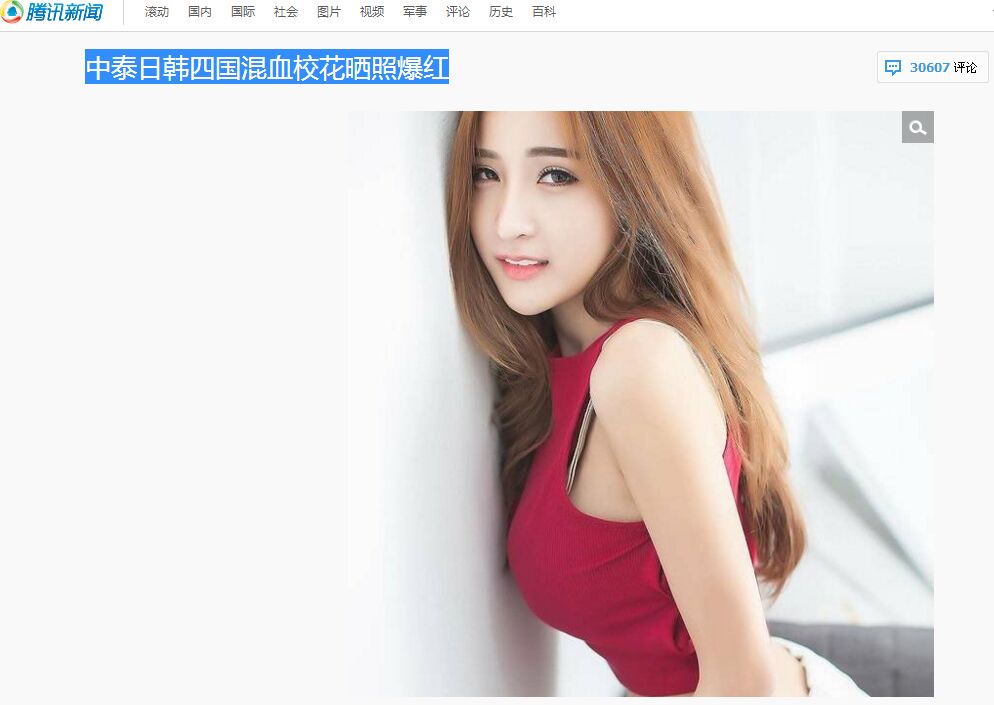 腾讯新闻 滚动 国内 国际 社会 图片 视频 军事 评论 历史 百科
中泰日韩四国混血校花晒照爆红
30607 评论